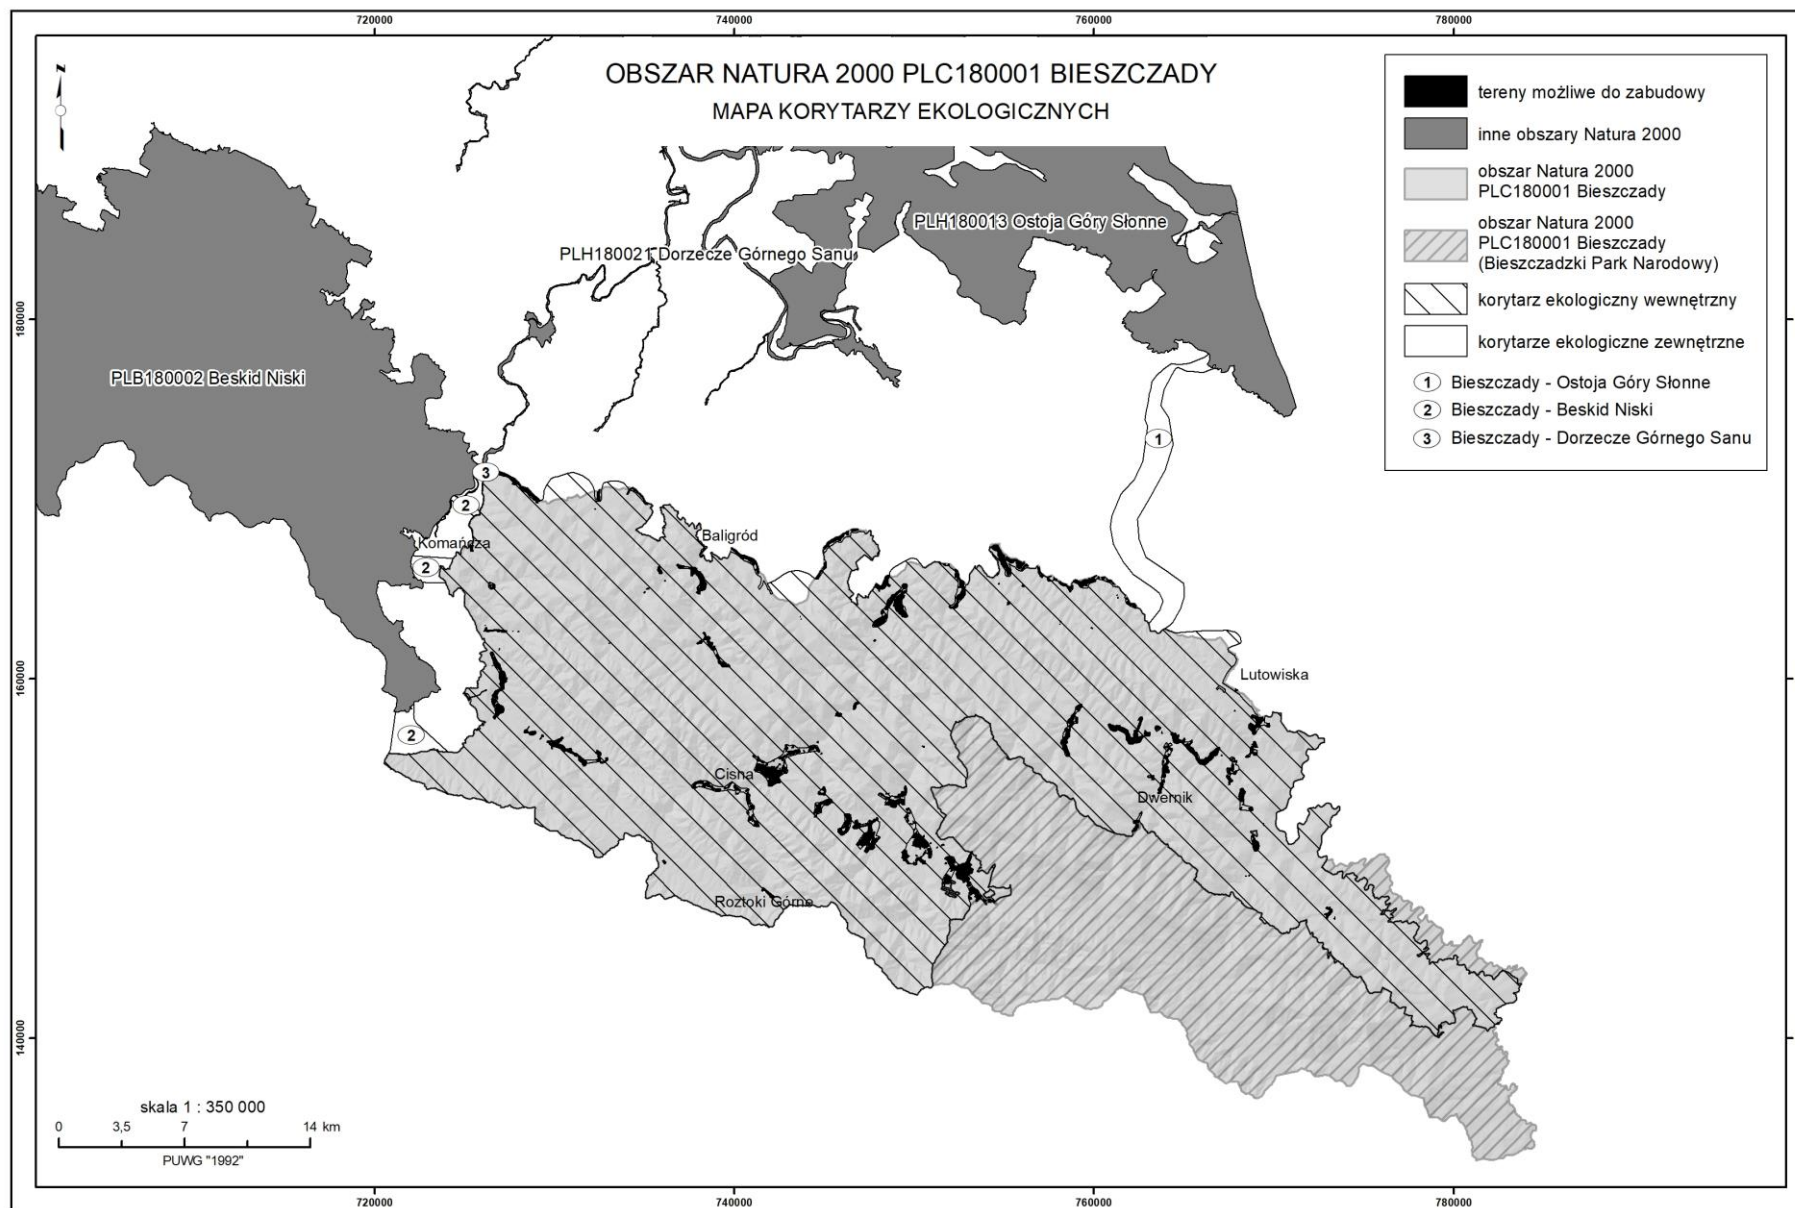 720000 740000 760000 780000
OBSZAR NATURA 2000 PLC180001 BIESZCZADY
MAPA KORYTARZY EKOLOGICZNYCH
z
tereny możliwe do zabudowy
inne obszary Natura 2000
obszar Natura 2000
PLC180001 Bieszczady
obszar Natura 2000
PLC180001 Bieszczady
(Bieszczadzki Park Narodowy)
korytarz ekologiczny wewnętrzny
korytarze ekologiczne zewnętrzne
1 Bieszczady - Ostoja Góry Słonne
2 Bieszczady - Beskid Niski
3 Bieszczady - Dorzecze Górnego Sanu
PLH180013 Ostoja Góry Słonne
PLH180021 Dorzecze Górnego Sanu
180000
PLB180002 Beskid Niski
1
3
2
Komańcza
Baligród
2
160000
Lutowiska
2
Cisna
Dwernik
Roztoki Górne
140000
skala 1 : 350 000
0 3,5 7 14 km
PUWG "1992"
720000 740000 760000 780000